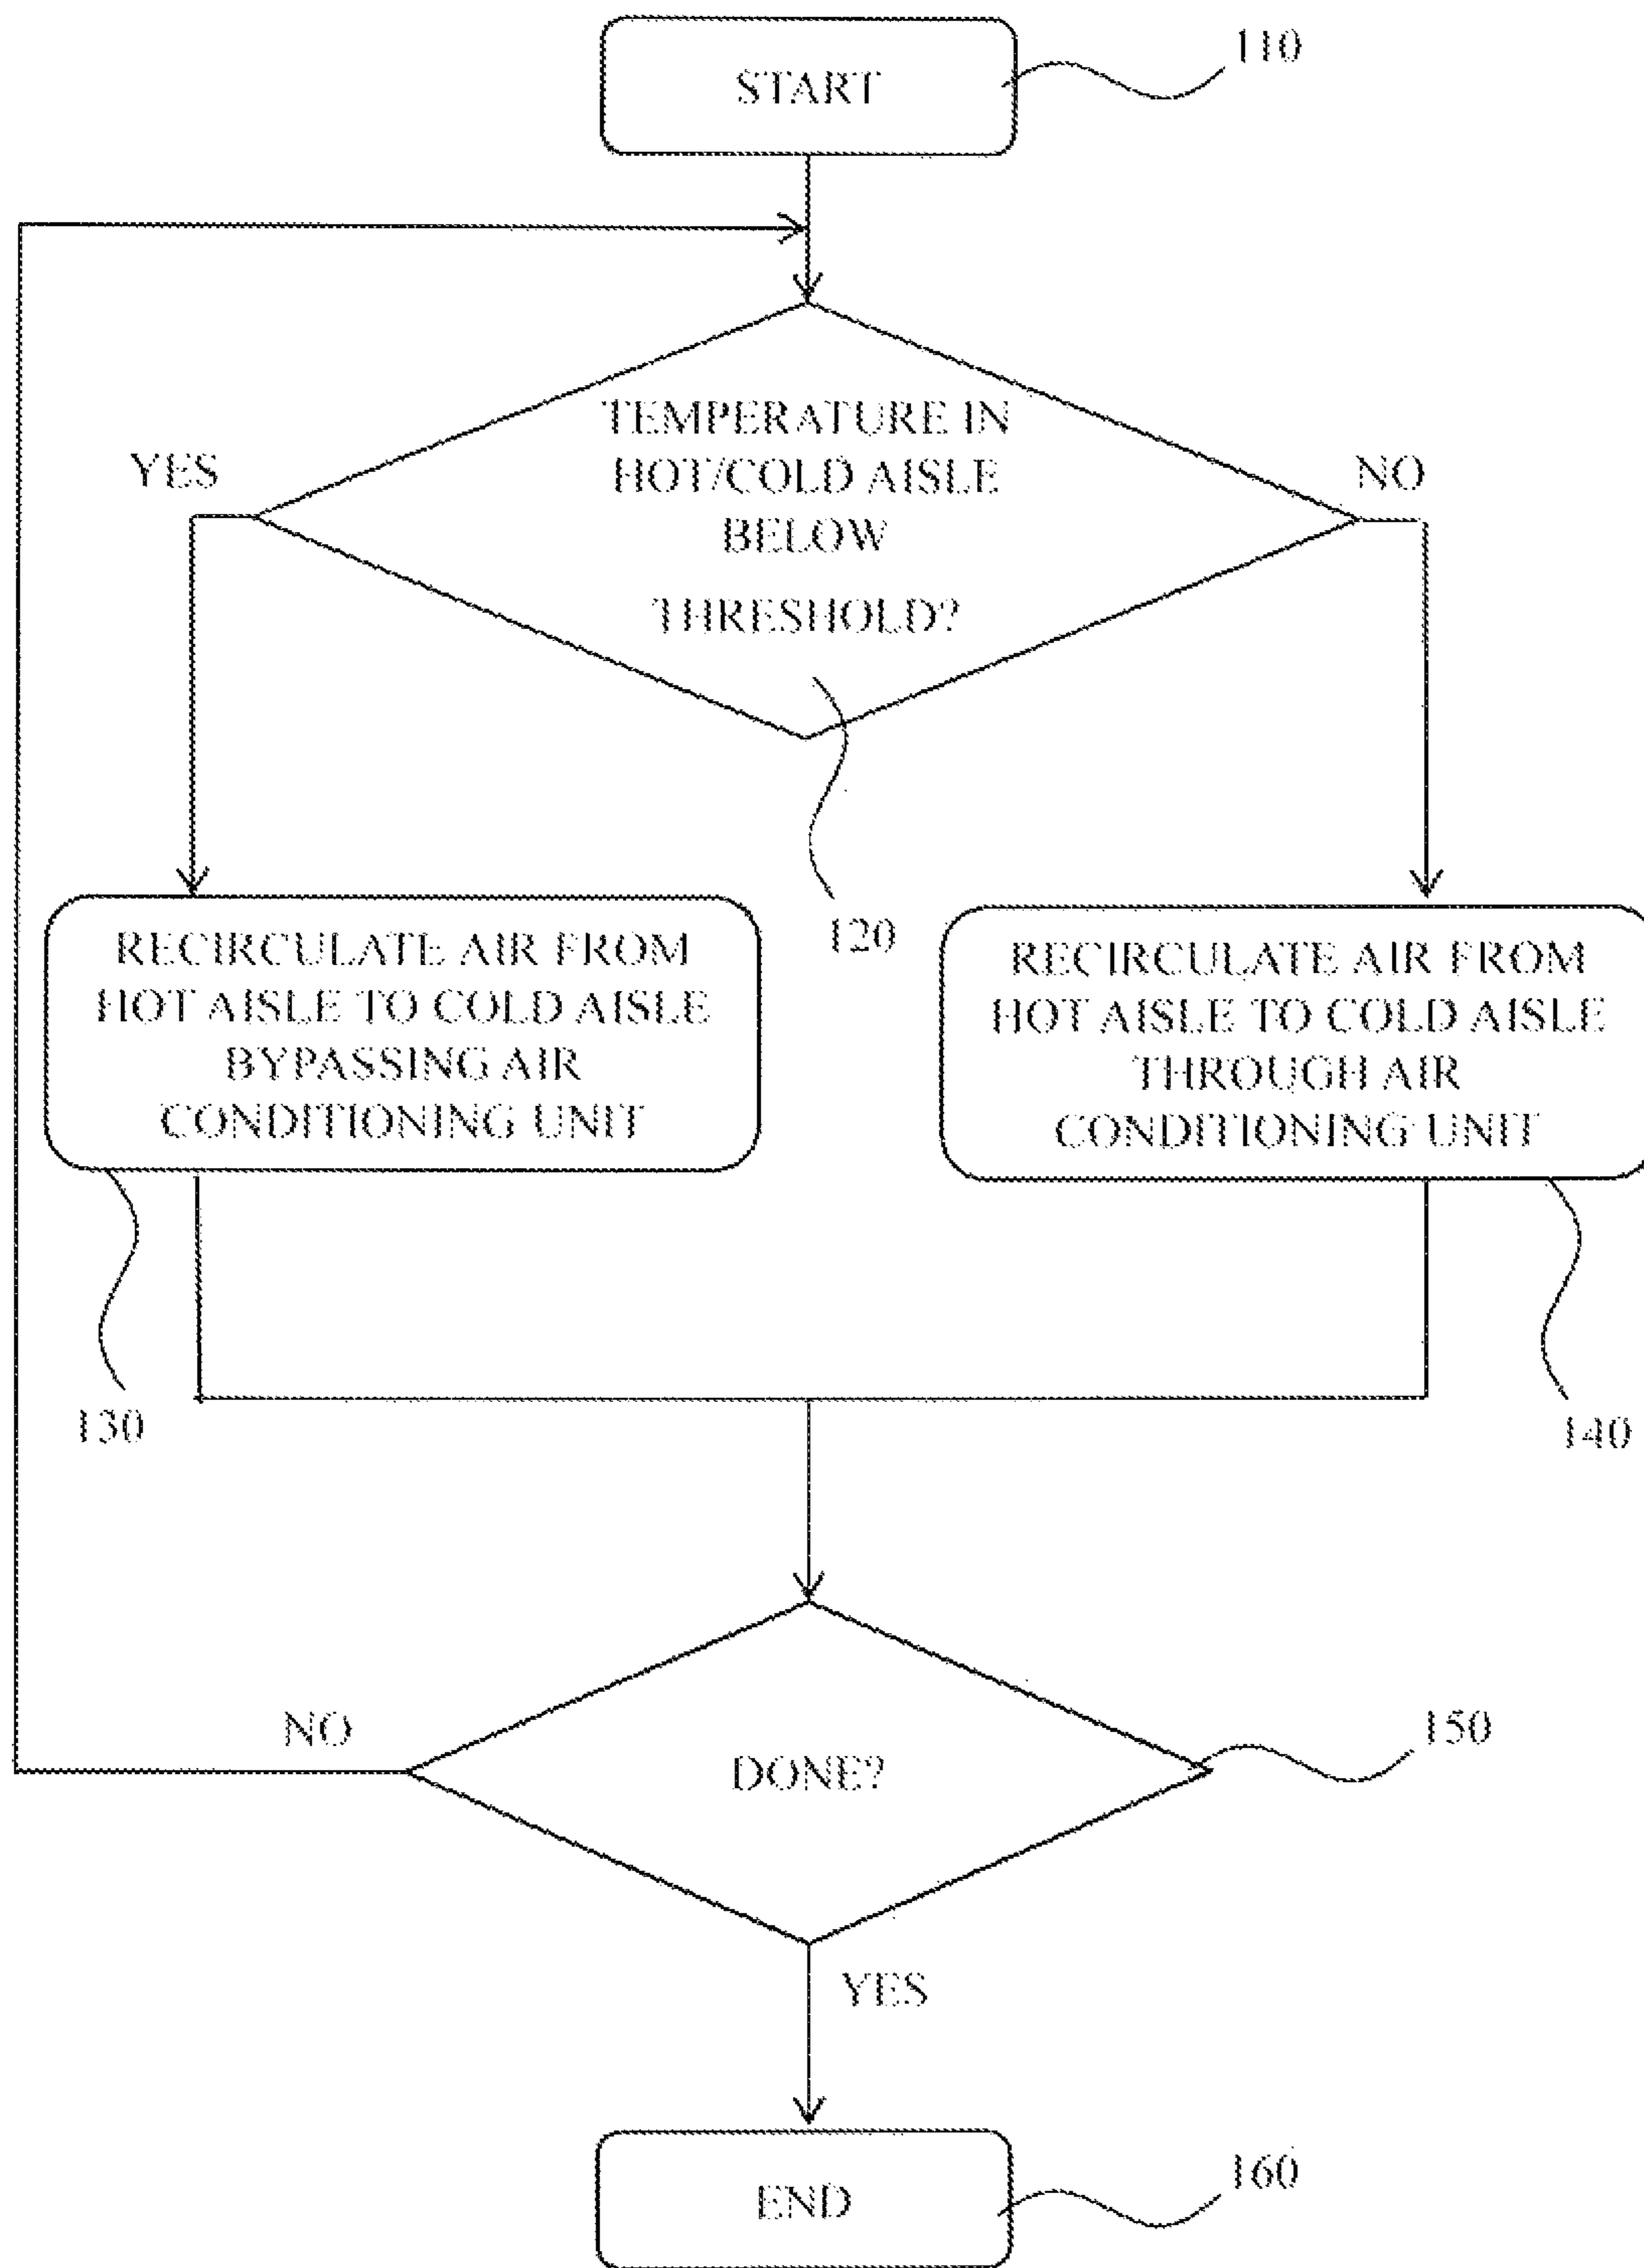 START
110
TEMPERATURE IN
HOT/COLD AISLE
BELOW
THRESHOLD?
YES
NO
120
RECIRCULATE AIR FROM
HOT AISLE TO COLD AISLE
BYPASSING AIR
CONDITIONING UNIT
RECIRCULATE AIR FROM
HOT AISLE TO COLD AISLE
THROUGH AIR
CONDITIONING UNIT
130
140
NO
DONE?
150
YES
END
160